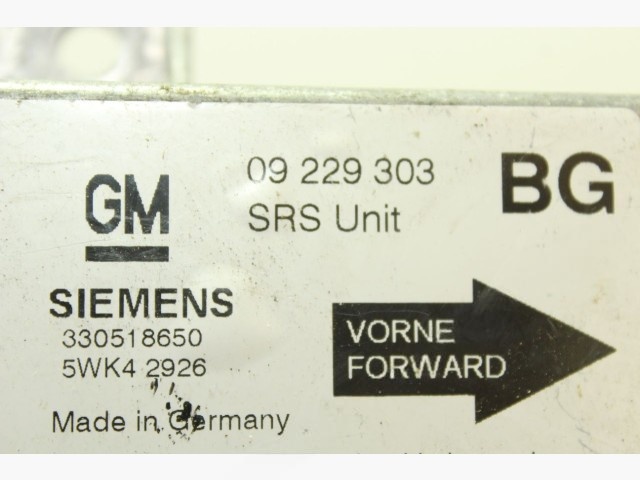 GM
09 229 303
SRS Unit
BG
SIEMENS
330518650
5WK4 2926
Made in Germany
VORNE
FORWARD